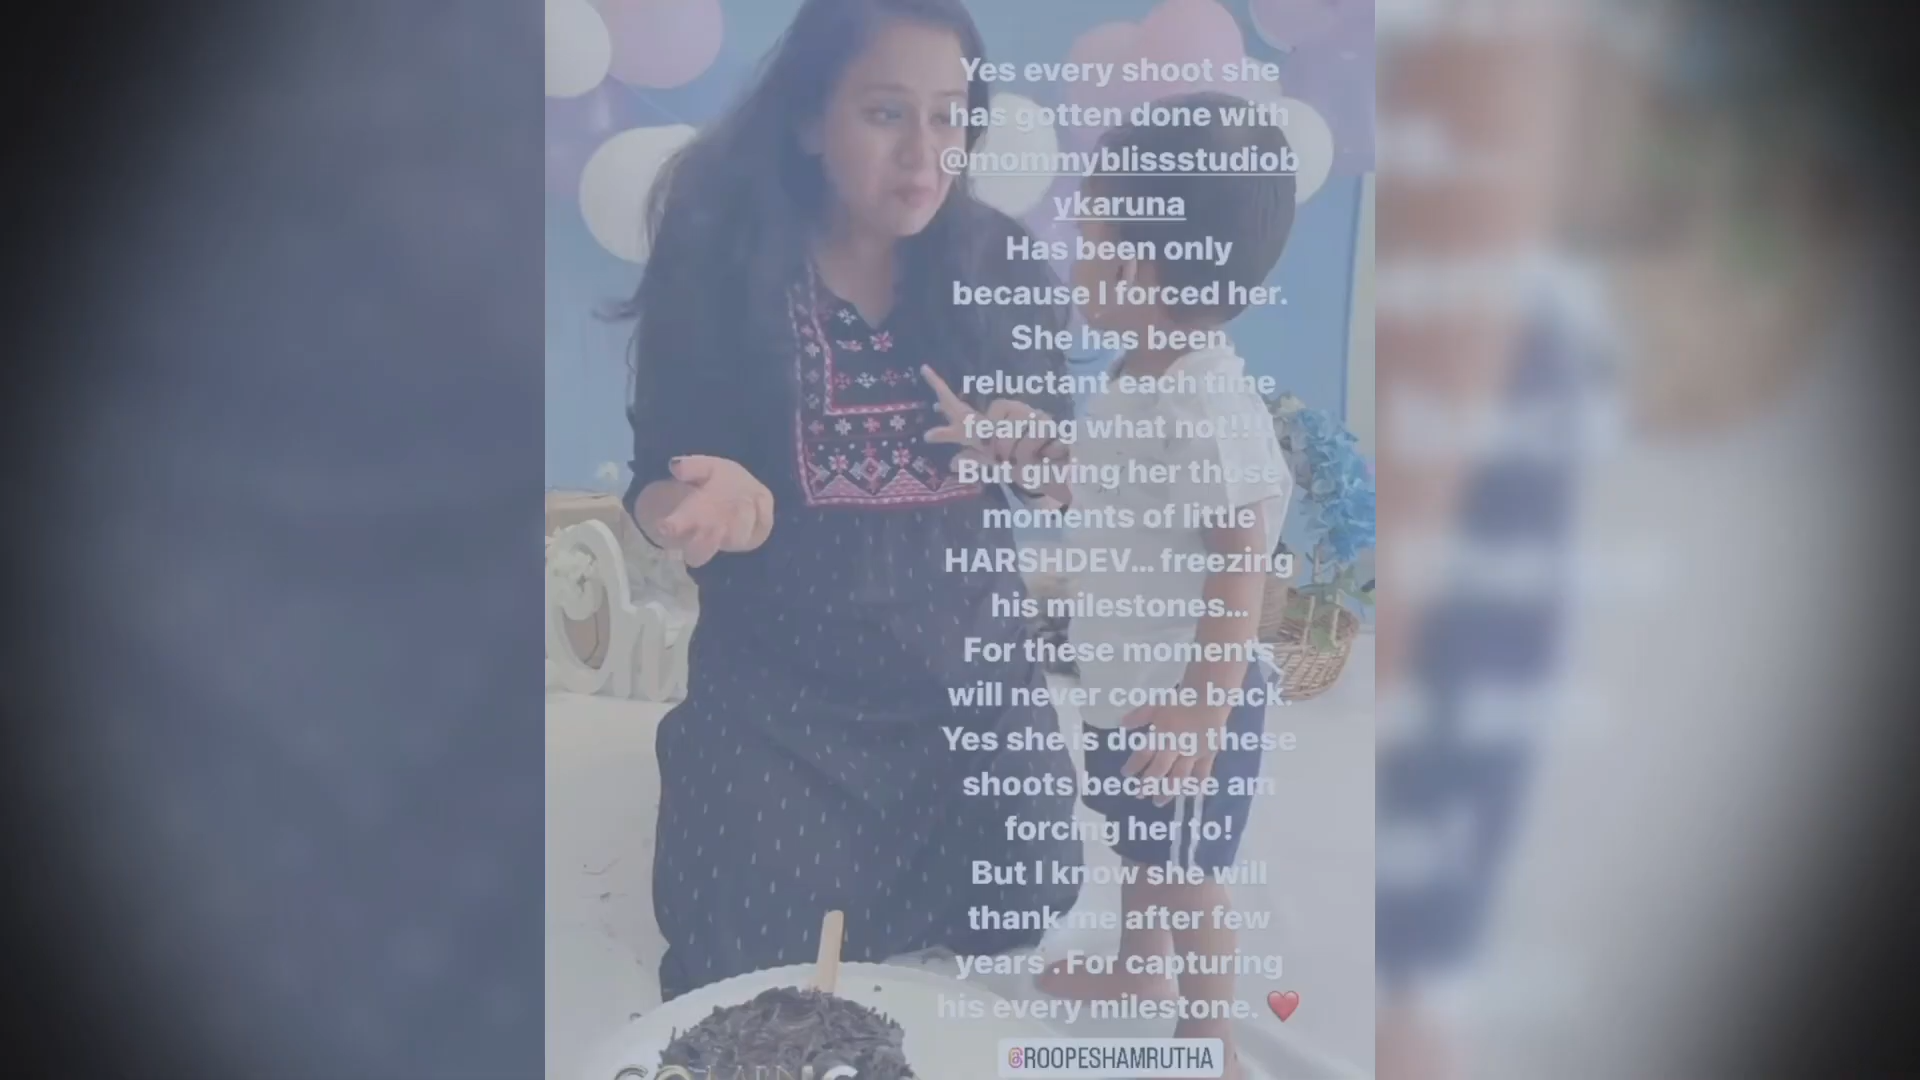 Yes every shoot she
has gotten done with
@mommyblissstudiob
ykaruna
Has been only
because I forced her.
She has been
reluctant each time
fearing what not!!!
But giving her those
moments of little
HARSHDEV... freezing
his milestones...
For these moments
will never come back.
Yes she is doing these
shoots because am
forcing her to!
But I know she will
thank me after few
years . For capturing
his every milestone. ❤️
@ROOPESHAMRUTHA